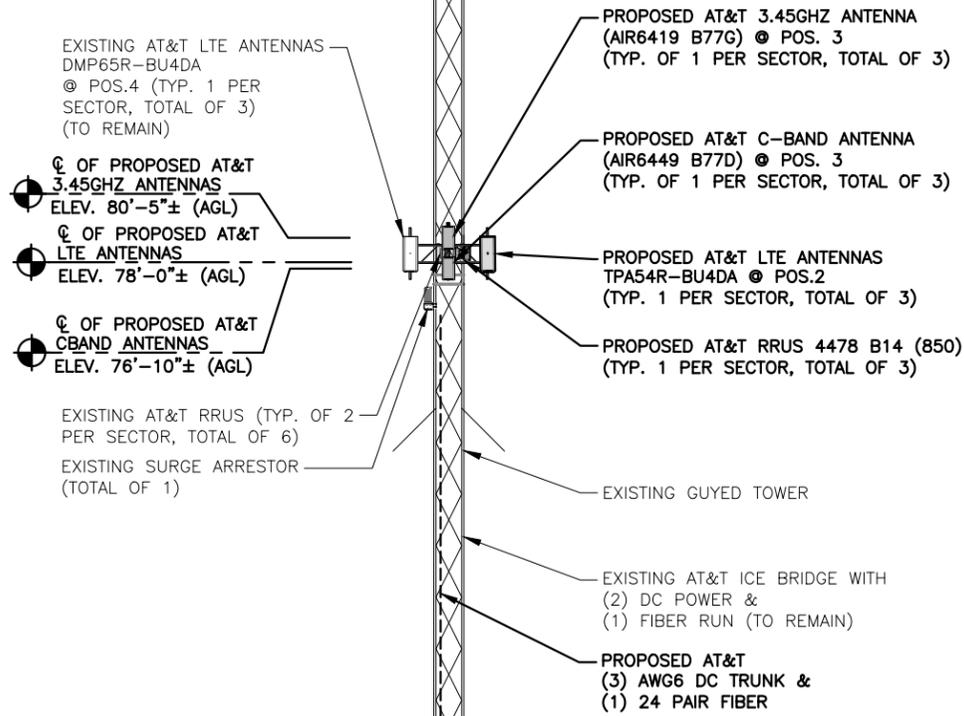 EXISTING AT&T LTE ANTENNAS
DMP65R-BU4DA
@ POS.4 (TYP. 1 PER
SECTOR, TOTAL OF 3)
(TO REMAIN)
℄ OF PROPOSED AT&T
3.45GHZ ANTENNAS
ELEV. 80'-5"± (AGL)
℄ OF PROPOSED AT&T
LTE ANTENNAS
ELEV. 78'-0"± (AGL)
℄ OF PROPOSED AT&T
CBAND ANTENNAS
ELEV. 76'-10"± (AGL)
EXISTING AT&T RRUS (TYP. OF 2
PER SECTOR, TOTAL OF 6)
EXISTING SURGE ARRESTOR
(TOTAL OF 1)
PROPOSED AT&T 3.45GHZ ANTENNA
(AIR6419 B77G) @ POS. 3
(TYP. OF 1 PER SECTOR, TOTAL OF 3)
PROPOSED AT&T C-BAND ANTENNA
(AIR6449 B77D) @ POS. 3
(TYP. OF 1 PER SECTOR, TOTAL OF 3)
PROPOSED AT&T LTE ANTENNAS
TPA54R-BU4DA @ POS.2
(TYP. 1 PER SECTOR, TOTAL OF 3)
PROPOSED AT&T RRUS 4478 B14 (850)
(TYP. 1 PER SECTOR, TOTAL OF 3)
EXISTING GUYED TOWER
EXISTING AT&T ICE BRIDGE WITH
(2) DC POWER &
(1) FIBER RUN (TO REMAIN)
PROPOSED AT&T
(3) AWG6 DC TRUNK &
(1) 24 PAIR FIBER